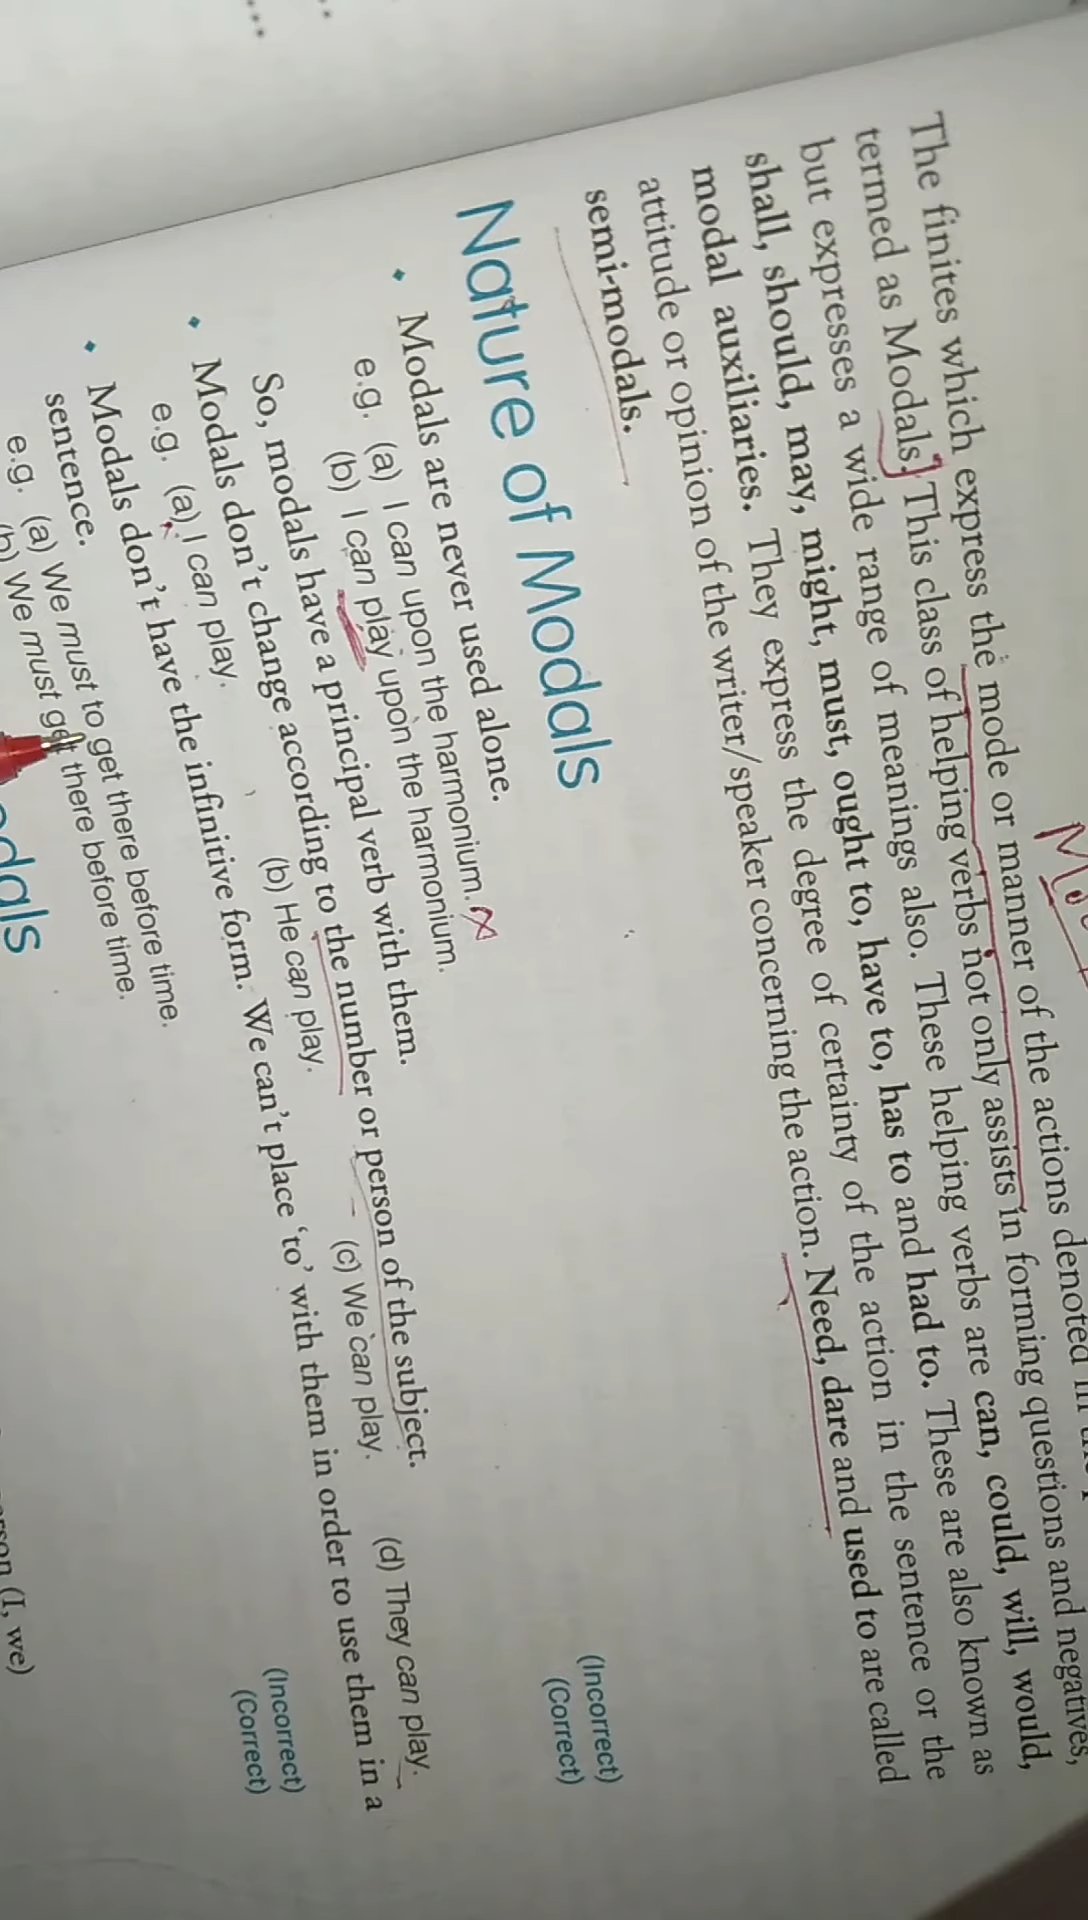 The finites which express the mode or manner of the actions denoted
termed as Modals. This class of helping verbs not only assists in forming questions and negatives,
but expresses a wide range of meanings also. These helping verbs are can, could, will, would,
shall, should, may, might, must, ought to, have to, has to and had to. These are also known as
modal auxiliaries. They express the degree of certainty of the action in the sentence or the
attitude or opinion of the writer/speaker concerning the action. Need, dare and used to are called
semi-modals.
Nature of Modals
Modals are never used alone.
e.g. (a) I can upon the harmonium. (Incorrect)
(b) I can play upon the harmonium. (Correct)
So, modals have a principal verb with them.
Modals don't change according to the number or person of the subject.
e.g. (a) I can play. (b) He can play. (c) We can play. (d) They can play.
Modals don't have the infinitive form. We can't place 'to' with them in order to use them in a
sentence.
e.g. (a) We must to get there before time. (Incorrect)
(b) We must get there before time. (Correct)
(I, we)